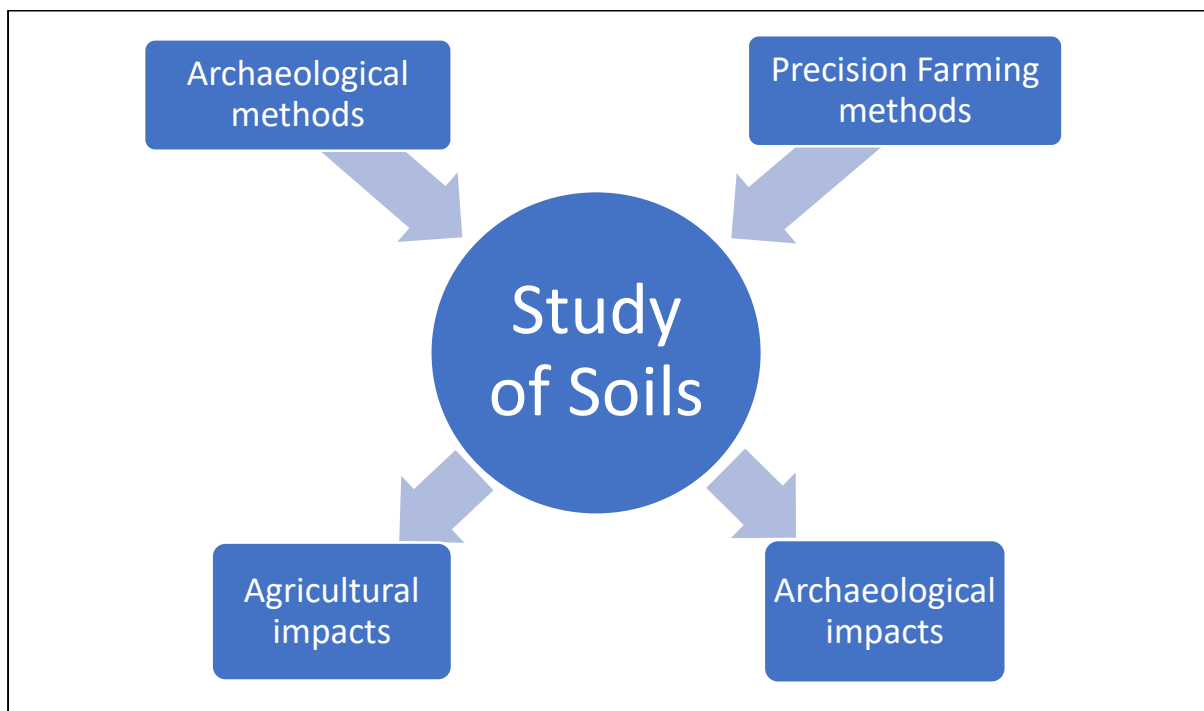 Archaeological
methods
Precision Farming
methods
Study
of Soils
Agricultural
impacts
Archaeological
impacts